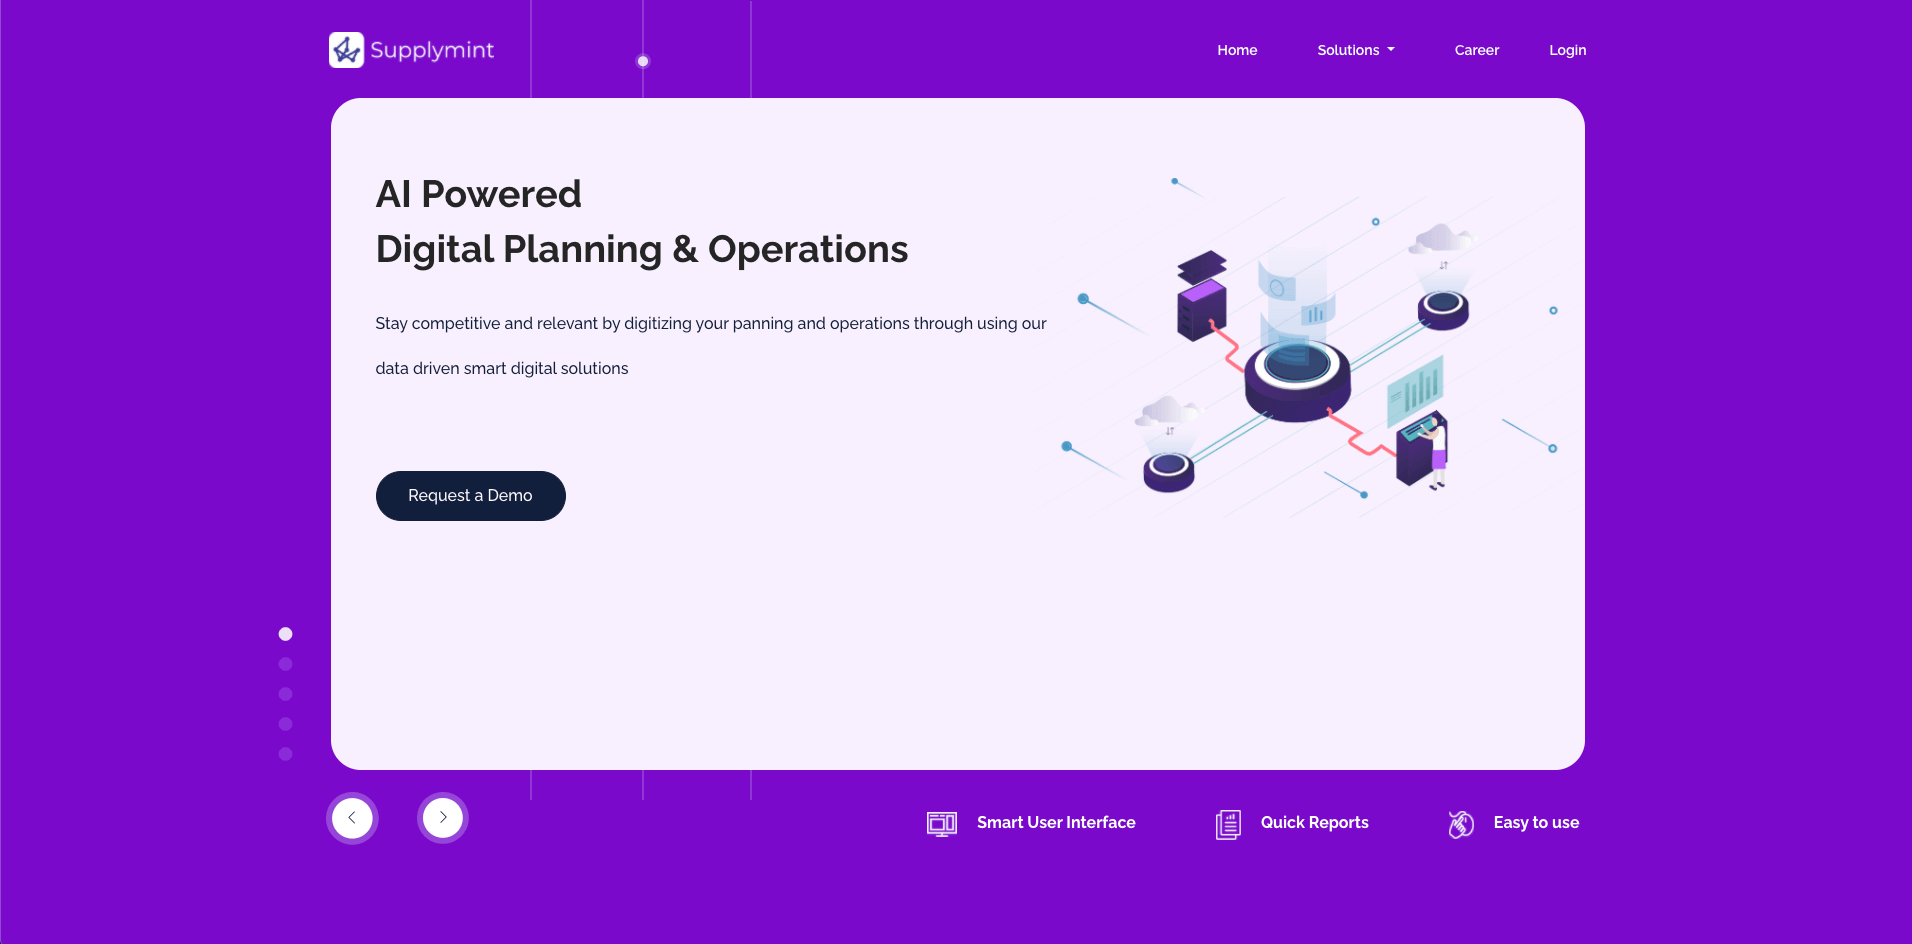 Supplymint
Home
Solutions
Career
Login
AI Powered
Digital Planning & Operations
Stay competitive and relevant by digitizing your panning and operations through using our
data driven smart digital solutions
Request a Demo
Smart User Interface
Quick Reports
Easy to use